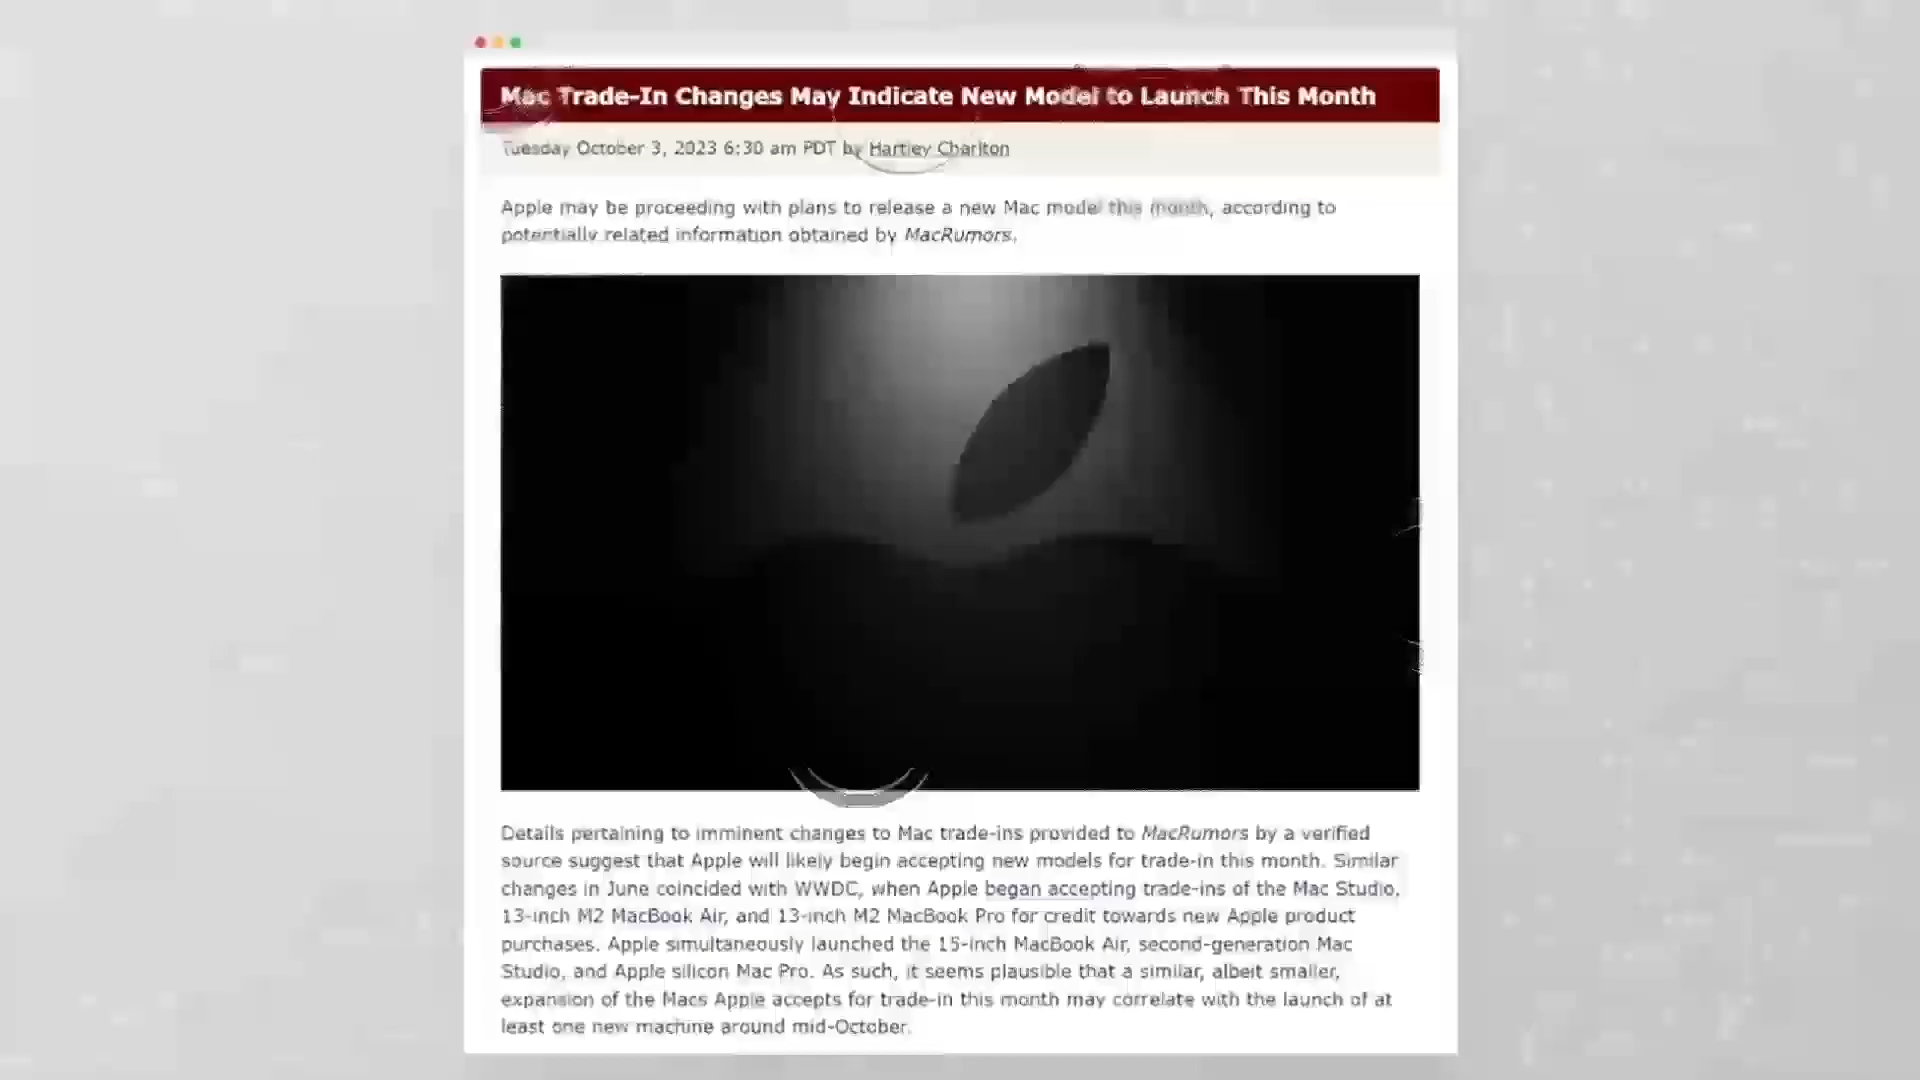 Mac Trade-In Changes May Indicate New Model to Launch This Month
Tuesday October 3, 2023 6:30 am PDT by Hartley Charlton
Apple may be proceeding with plans to release a new Mac model this month, according to
potentially related information obtained by MacRumors.
Details pertaining to imminent changes to Mac trade-ins provided to MacRumors by a verified
source suggest that Apple will likely begin accepting new models for trade-in this month. Similar
changes in June coincided with WWDC, when Apple began accepting trade-ins of the Mac Studio,
13-inch M2 MacBook Air, and 13-inch M2 MacBook Pro for credit towards new Apple product
purchases. Apple simultaneously launched the 15-inch MacBook Air, second-generation Mac
Studio, and Apple silicon Mac Pro. As such, it seems plausible that a similar, albeit smaller,
expansion of the Macs Apple accepts for trade-in this month may correlate with the launch of at
least one new machine around mid-October.